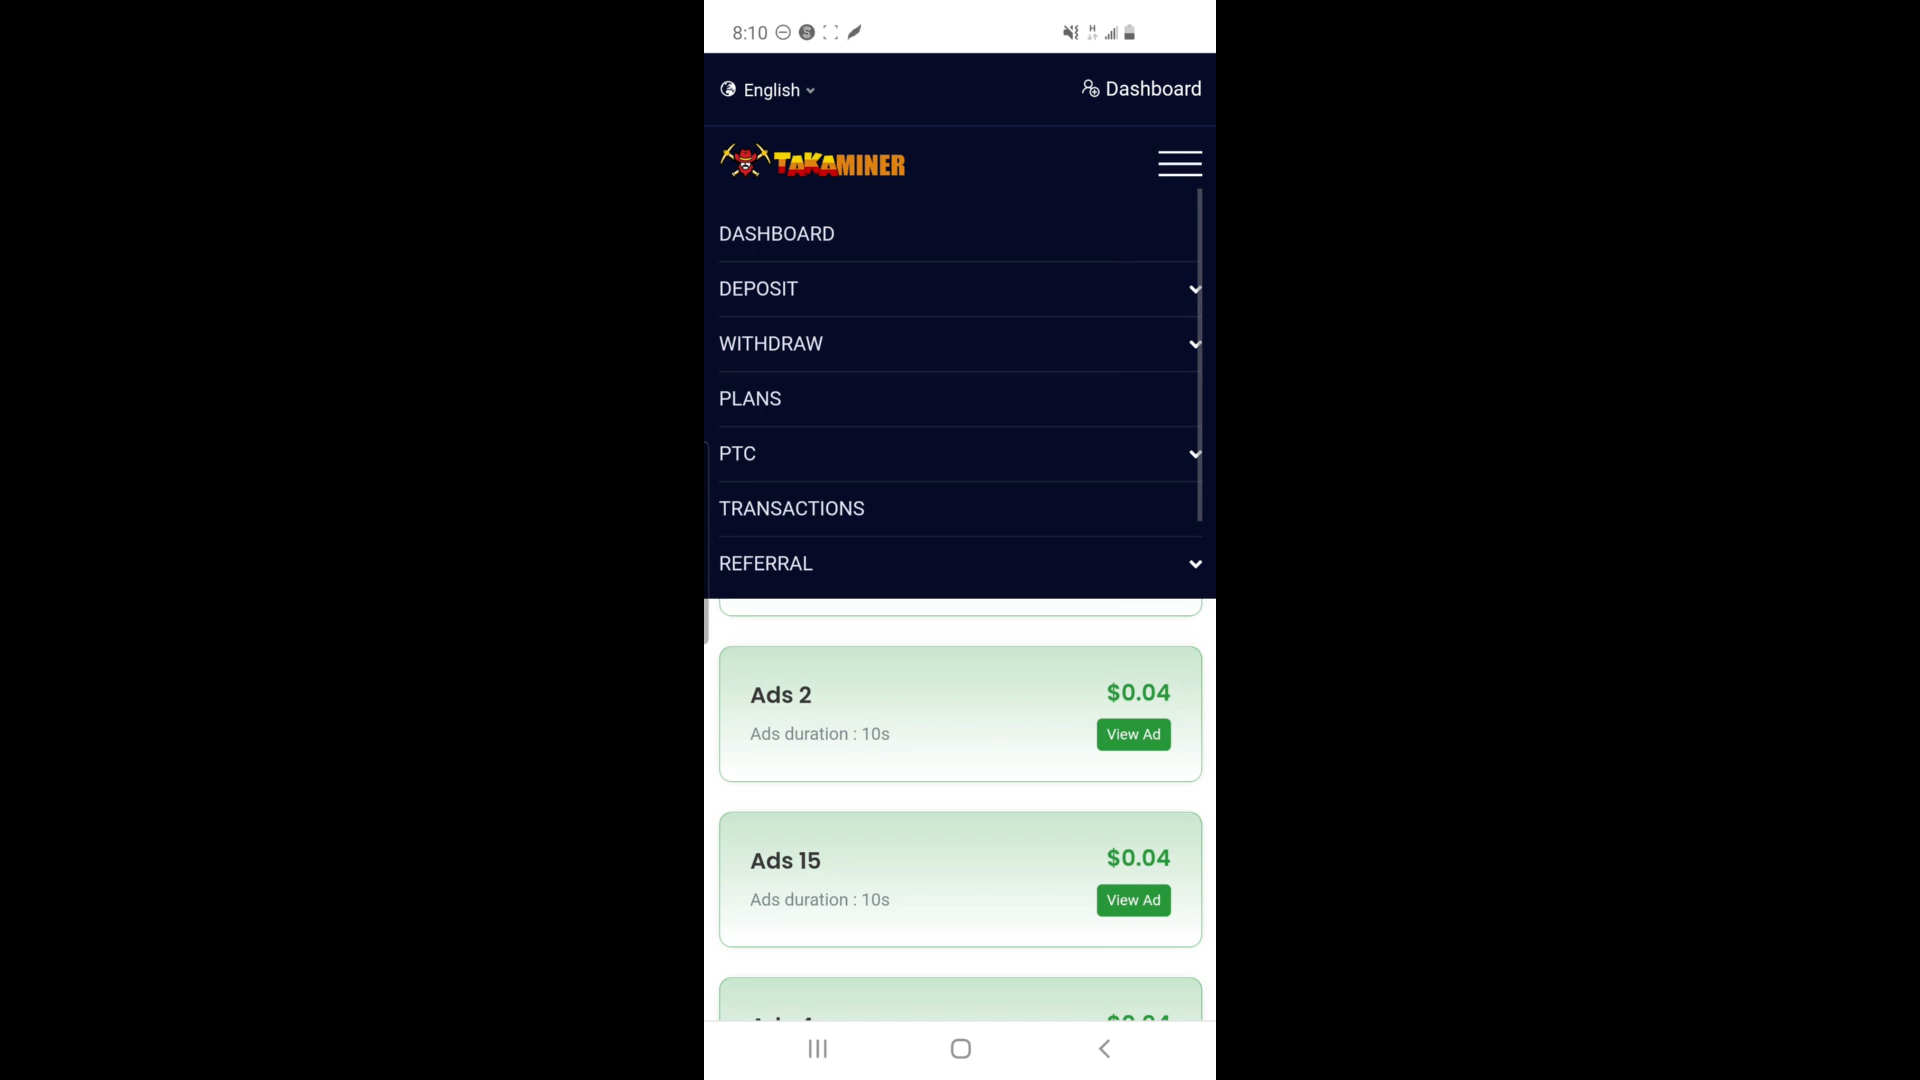 8:10
English
Dashboard
TAKAMINER
DASHBOARD
DEPOSIT
WITHDRAW
PLANS
PTC
TRANSACTIONS
REFERRAL
Ads 2
$0.04
Ads duration : 10s
View Ad
Ads 15
$0.04
Ads duration : 10s
View Ad